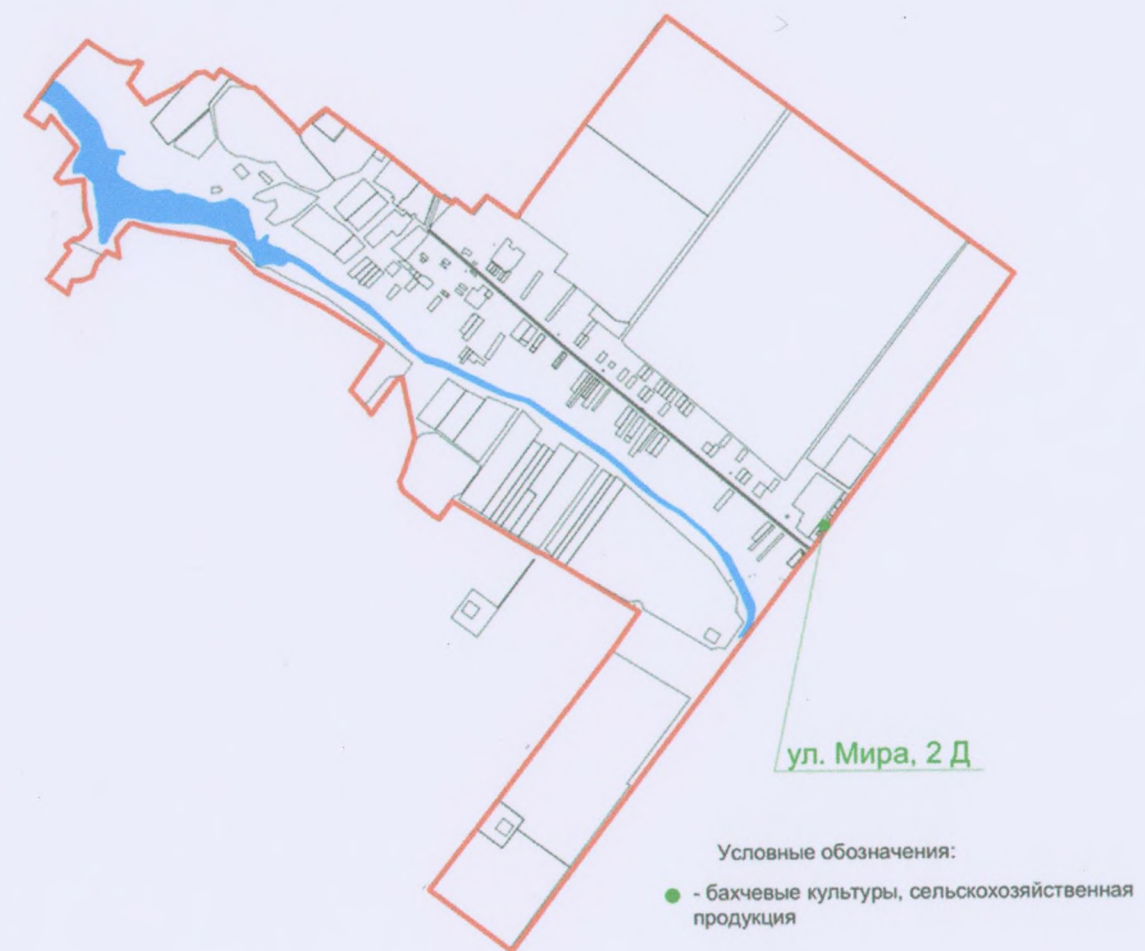 ул. Мира, 2 Д
Условные обозначения:
- бахчевые культуры, сельскохозяйственная
продукция